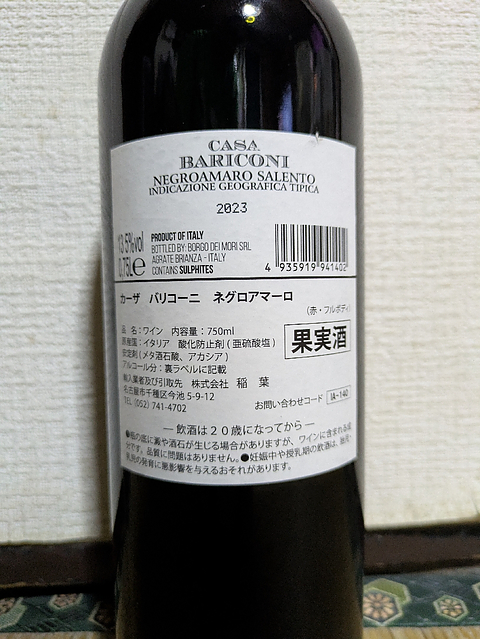 CASA
BARICONI
NEGROAMARO SALENTO
INDICAZIONE GEOGRAFICA TIPICA
2023
13.5%vol
0.75L℮
PRODUCT OF ITALY
BOTTLED BY: BORGO DEI MORI SRL
AGRATE BRIANZA - ITALY
CONTAINS SULPHITES
4 935919 941402
カーザ バリコーニ ネグロアマーロ
(赤・フルボディ)
品 名：ワイン 内容量：750ml
原産国：イタリア 酸化防止剤(亜硫酸塩)
安定剤(メタ酒石酸、アカシア)
アルコール分：裏ラベルに記載
輸入業者及び引取先 株式会社 稲 葉
名古屋市千種区今池 5-9-12
TEL (052) 741-4702
果実酒
お問い合わせコード IA-140
― 飲酒は２０歳になってから ―
●瓶の底に澱や酒石が生じる場合がありますが、ワインに含まれる成
分で、品質に問題はありません。●妊娠中や授乳期の飲酒は、胎児・
乳児の発育に悪影響を与えるおそれがあります。